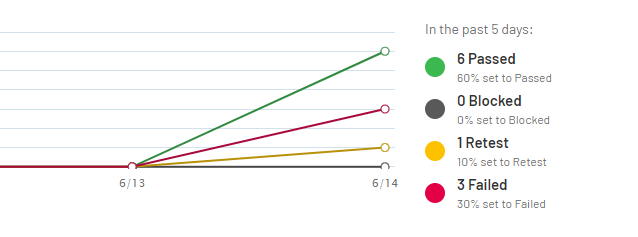 In the past 5 days:
6 Passed
60% set to Passed
0 Blocked
0% set to Blocked
1 Retest
10% set to Retest
3 Failed
30% set to Failed
6/13
6/14